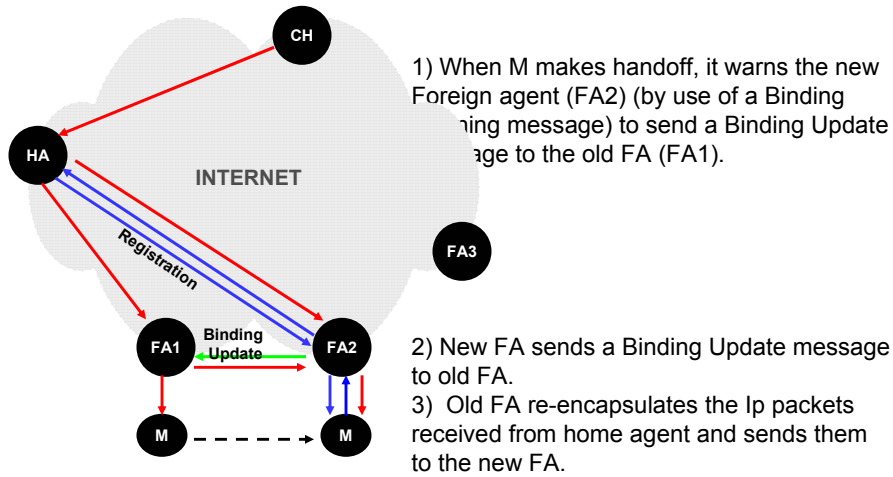 CH
1) When M makes handoff, it warns the new
Foreign agent (FA2) (by use of a Binding
ning message) to send a Binding Update
age to the old FA (FA1).
HA
INTERNET
Registration
FA3
FA1
Binding
Update
FA2
2) New FA sends a Binding Update message
to old FA.
3) Old FA re-encapsulates the Ip packets
received from home agent and sends them
to the new FA.
M
M